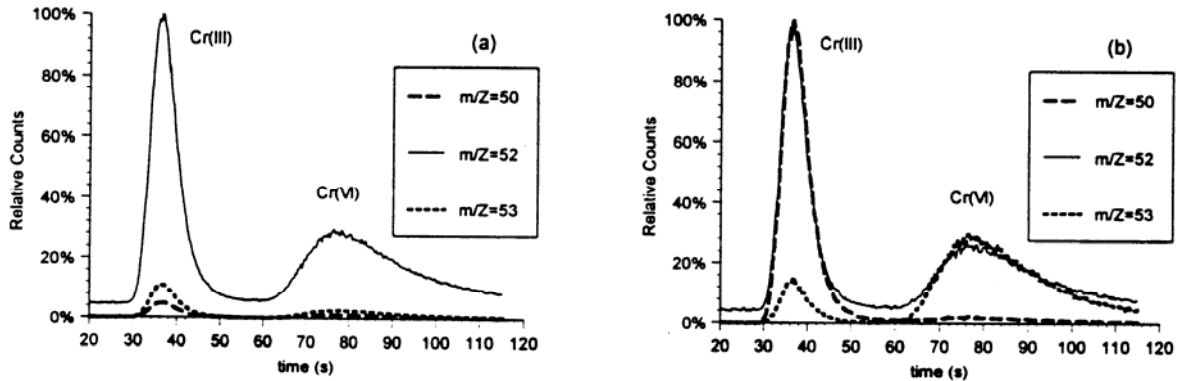 Cr(III)
(a)
m/Z=50
m/Z=52
m/Z=53
Cr(VI)
Relative Counts
100%
80%
60%
40%
20%
0%
20 30 40 50 60 70 80 90 100 110 120
time (s)
Cr(III)
(b)
m/Z=50
m/Z=52
m/Z=53
Cr(VI)
Relative Counts
100%
80%
60%
40%
20%
0%
20 30 40 50 60 70 80 90 100 110 120
time (s)